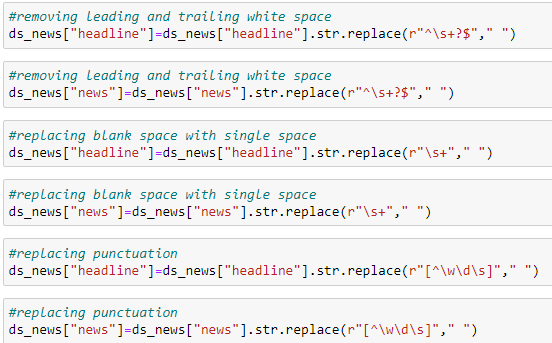 #removing leading and trailing white space
ds_news["headline"]=ds_news["headline"].str.replace(r"^\s+?$"," ")
#removing leading and trailing white space
ds_news["news"]=ds_news["news"].str.replace(r"^\s+?$"," ")
#replacing blank space with single space
ds_news["headline"]=ds_news["headline"].str.replace(r"\s+"," ")
#replacing blank space with single space
ds_news["news"]=ds_news["news"].str.replace(r"\s+"," ")
#replacing punctuation
ds_news["headline"]=ds_news["headline"].str.replace(r"[^\w\d\s]"," ")
#replacing punctuation
ds_news["news"]=ds_news["news"].str.replace(r"[^\w\d\s]"," ")